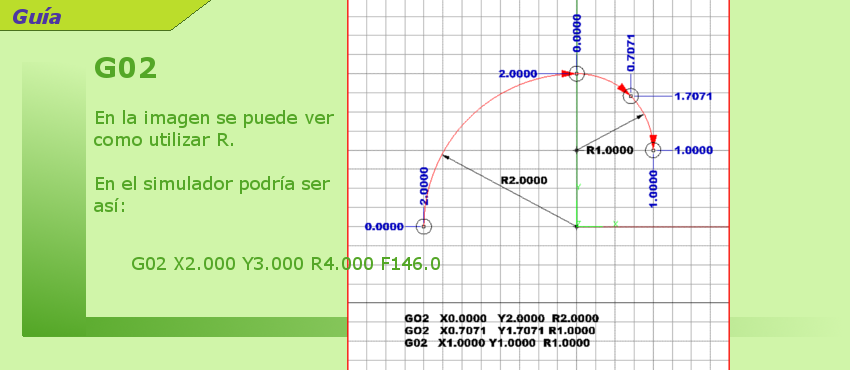 Guía
G02
En la imagen se puede ver
como utilizar R.
En el simulador podría ser
así:
G02 X2.000 Y3.000 R4.000 F146.0
0.0000
0.7071
2.0000
1.7071
R1.0000
1.0000
R2.0000
2.0000
1.0000
0.0000
Y
X
GO2 X0.0000 Y2.0000 R2.0000
GO2 X0.7071 Y1.7071 R1.0000
G02 X1.0000 Y1.0000 R1.0000